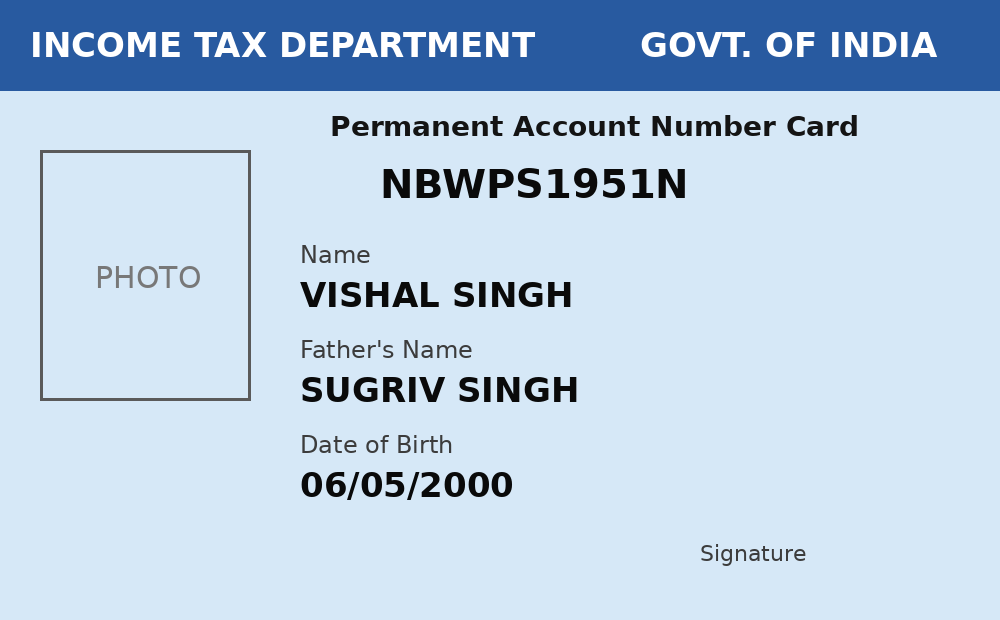 INCOME TAX DEPARTMENT GOVT. OF INDIA
Permanent Account Number Card
NBWPS1951N
PHOTO
Name
VISHAL SINGH
Father's Name
SUGRIV SINGH
Date of Birth
06/05/2000
Signature